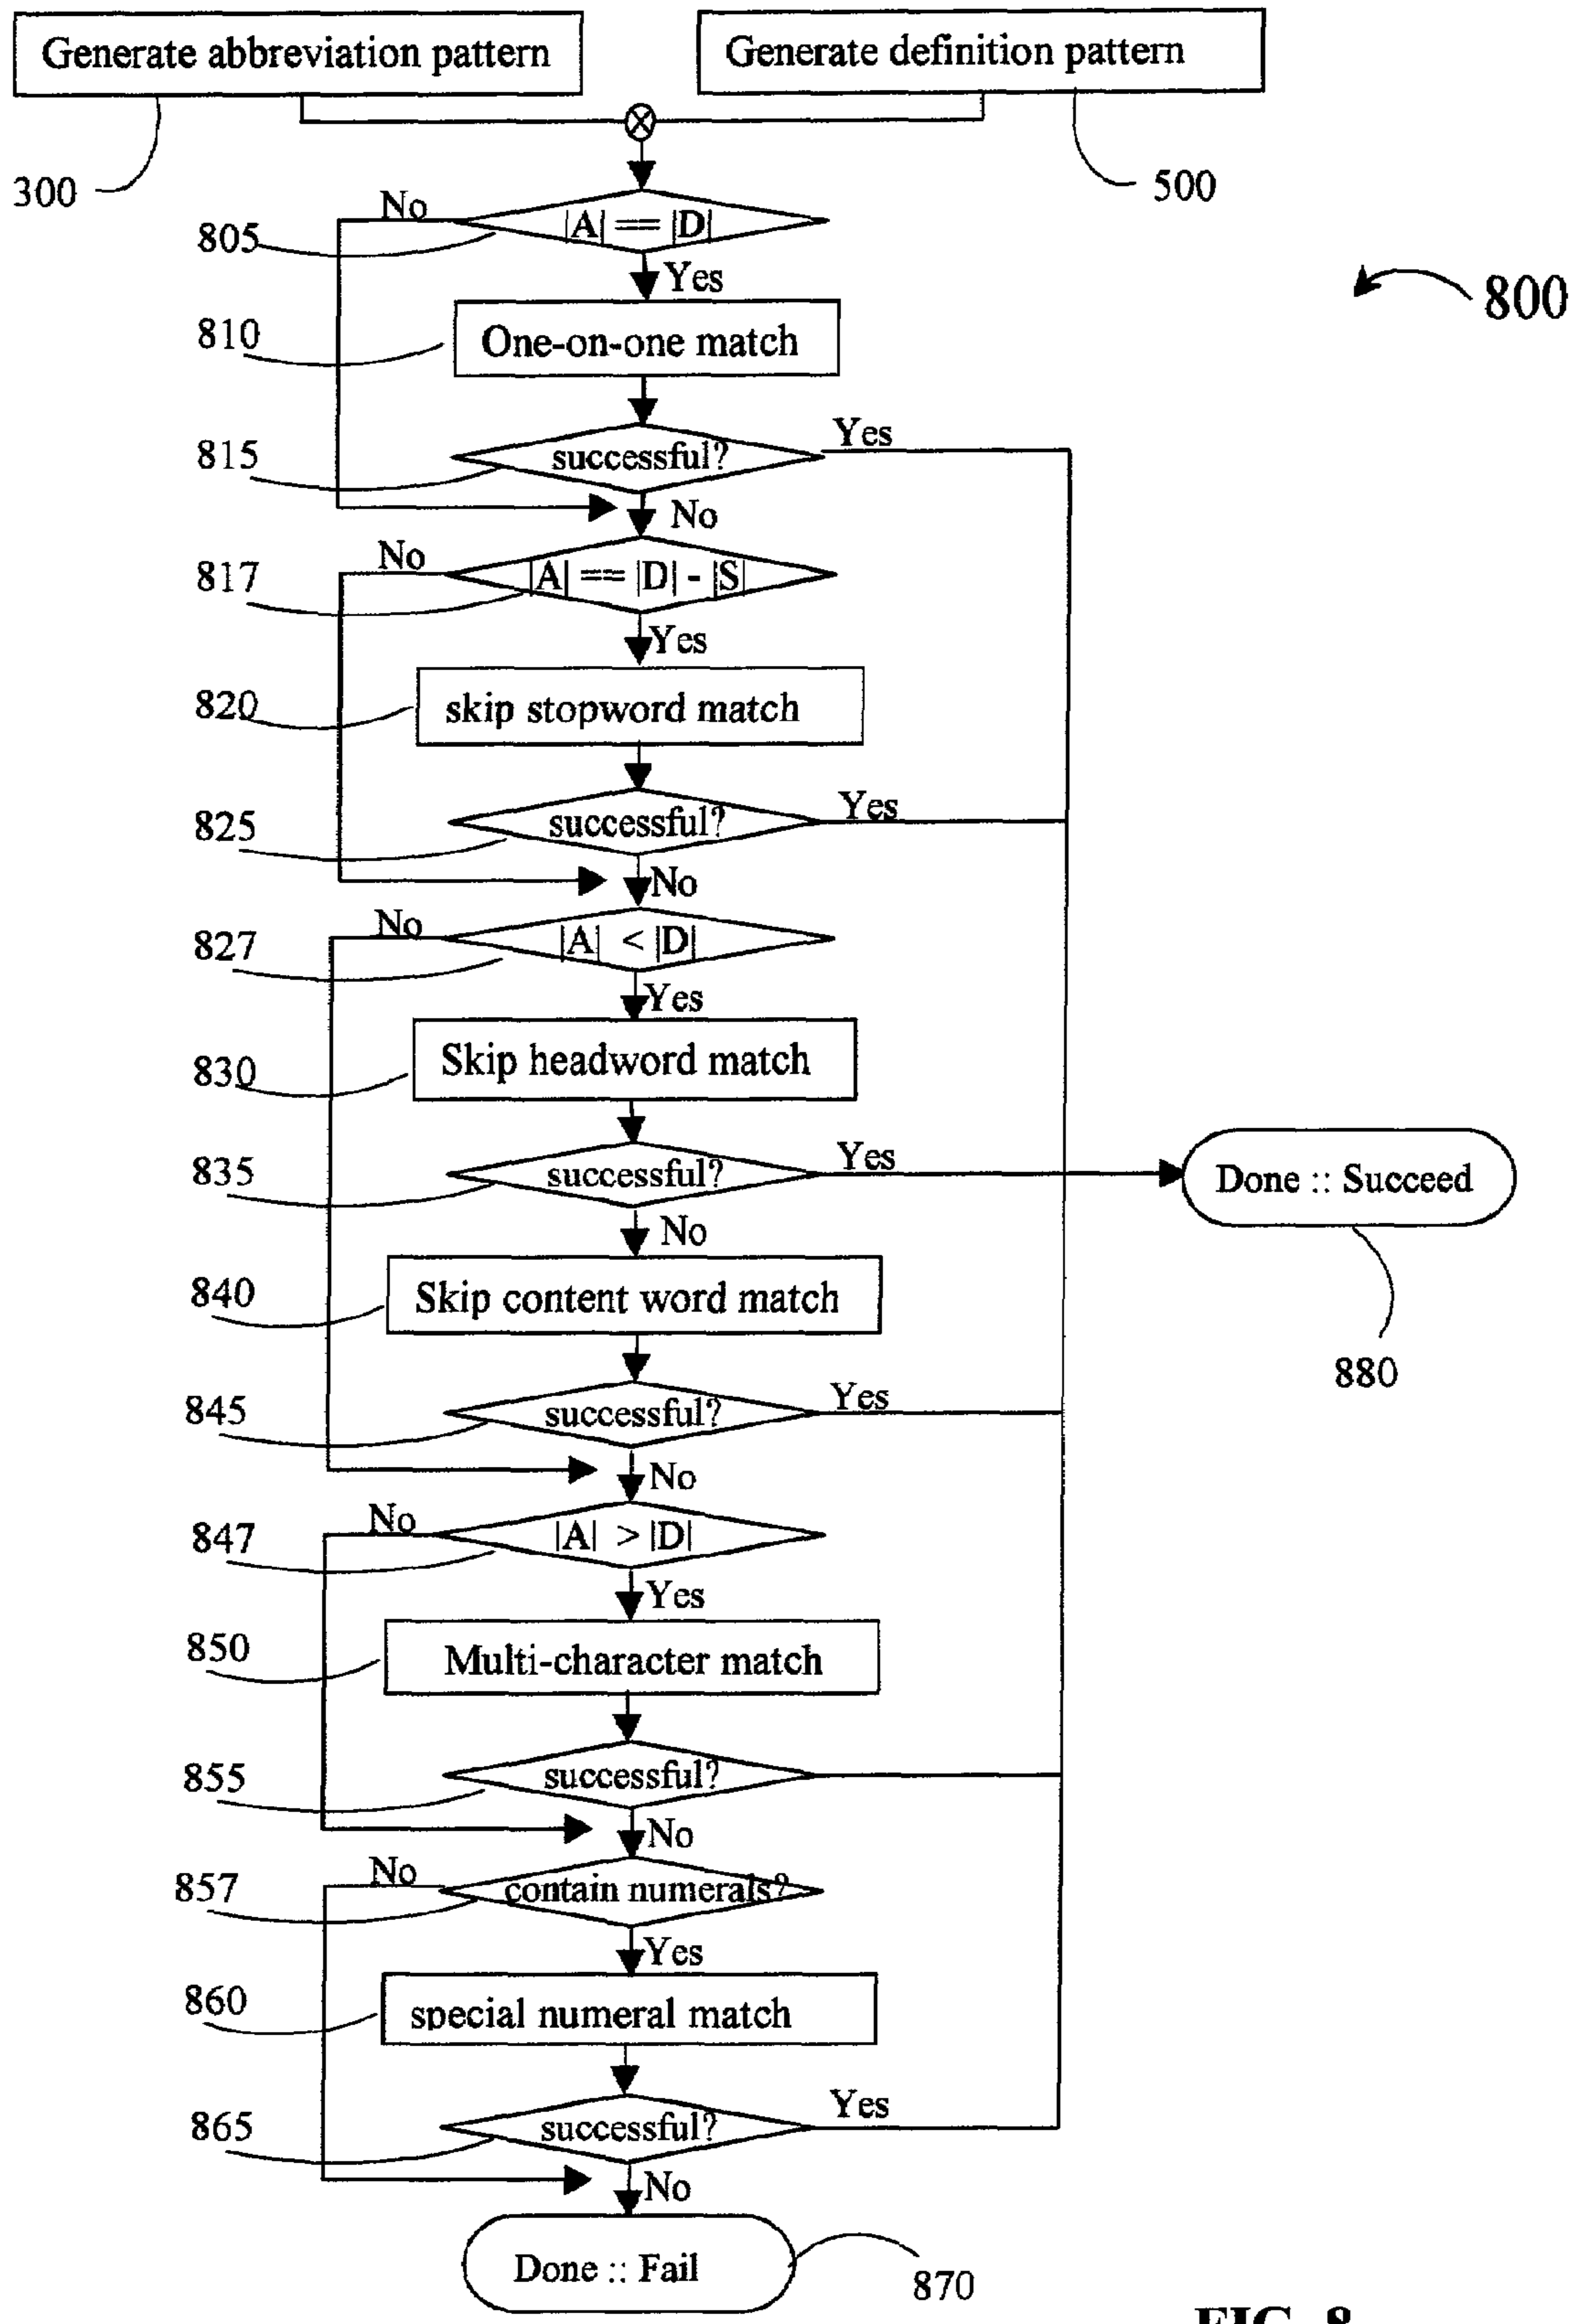 Generate abbreviation pattern
Generate definition pattern
300
500
No
805
|A| == |D|
Yes
800
810
One-on-one match
815
successful?
Yes
No
No
817
|A| == |D| - |S|
Yes
820
skip stopword match
825
successful?
Yes
No
No
827
|A| < |D|
Yes
830
Skip headword match
835
successful?
Yes
Done :: Succeed
No
880
840
Skip content word match
845
successful?
Yes
No
No
847
|A| > |D|
Yes
850
Multi-character match
855
successful?
No
No
857
contain numerals?
Yes
860
special numeral match
865
successful?
Yes
No
Done :: Fail
870
FIG. 8